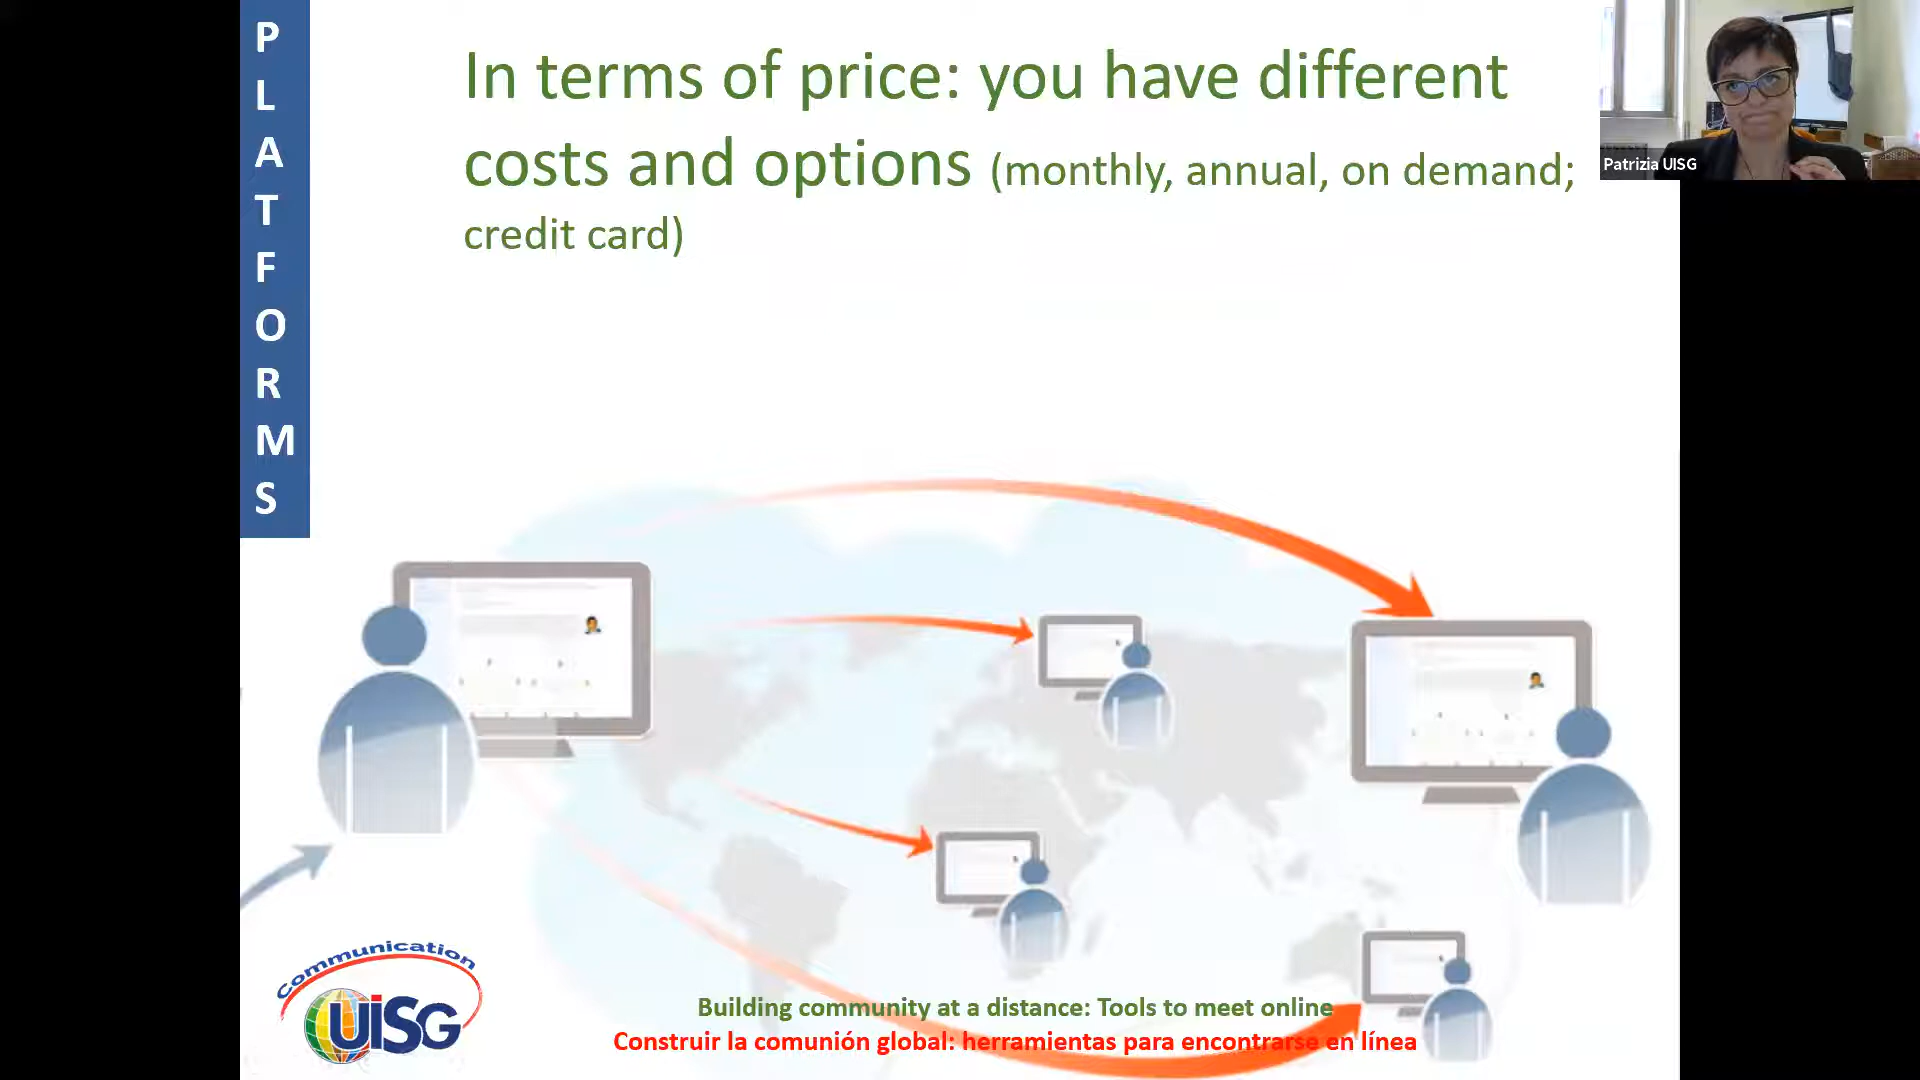 P
L
A
T
F
O
R
M
S
In terms of price: you have different
costs and options (monthly, annual, on demand;
credit card)
Patrizia UISG
Communication
UISG
Building community at a distance: Tools to meet online
Construir la comunión global: herramientas para encontrarse en línea